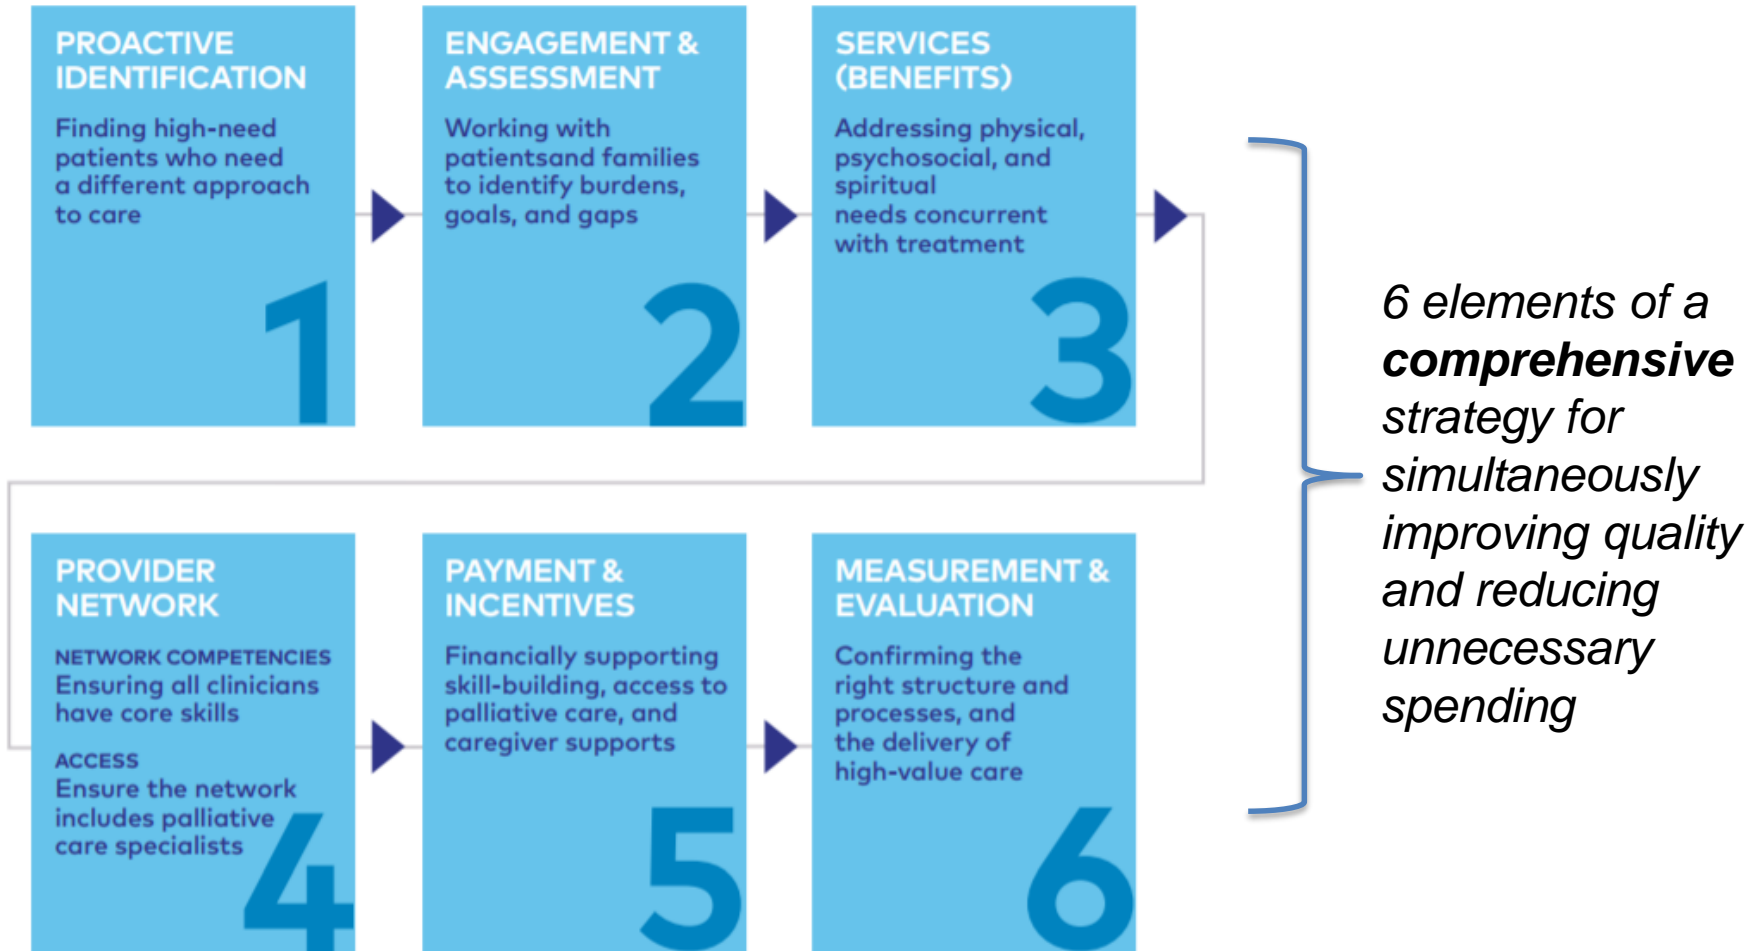 PROACTIVE
IDENTIFICATION
Finding high-need
patients who need
a different approach
to care
1
ENGAGEMENT &
ASSESSMENT
Working with
patientsand families
to identify burdens,
goals, and gaps
2
SERVICES
(BENEFITS)
Addressing physical,
psychosocial, and
spiritual
needs concurrent
with treatment
3
PROVIDER
NETWORK
NETWORK COMPETENCIES
Ensuring all clinicians
have core skills
ACCESS
Ensure the network
includes palliative
care specialists
4
PAYMENT &
INCENTIVES
Financially supporting
skill-building, access to
palliative care, and
caregiver supports
5
MEASUREMENT &
EVALUATION
Confirming the
right structure and
processes, and
the delivery of
high-value care
6
6 elements of a
comprehensive
strategy for
simultaneously
improving quality
and reducing
unnecessary
spending